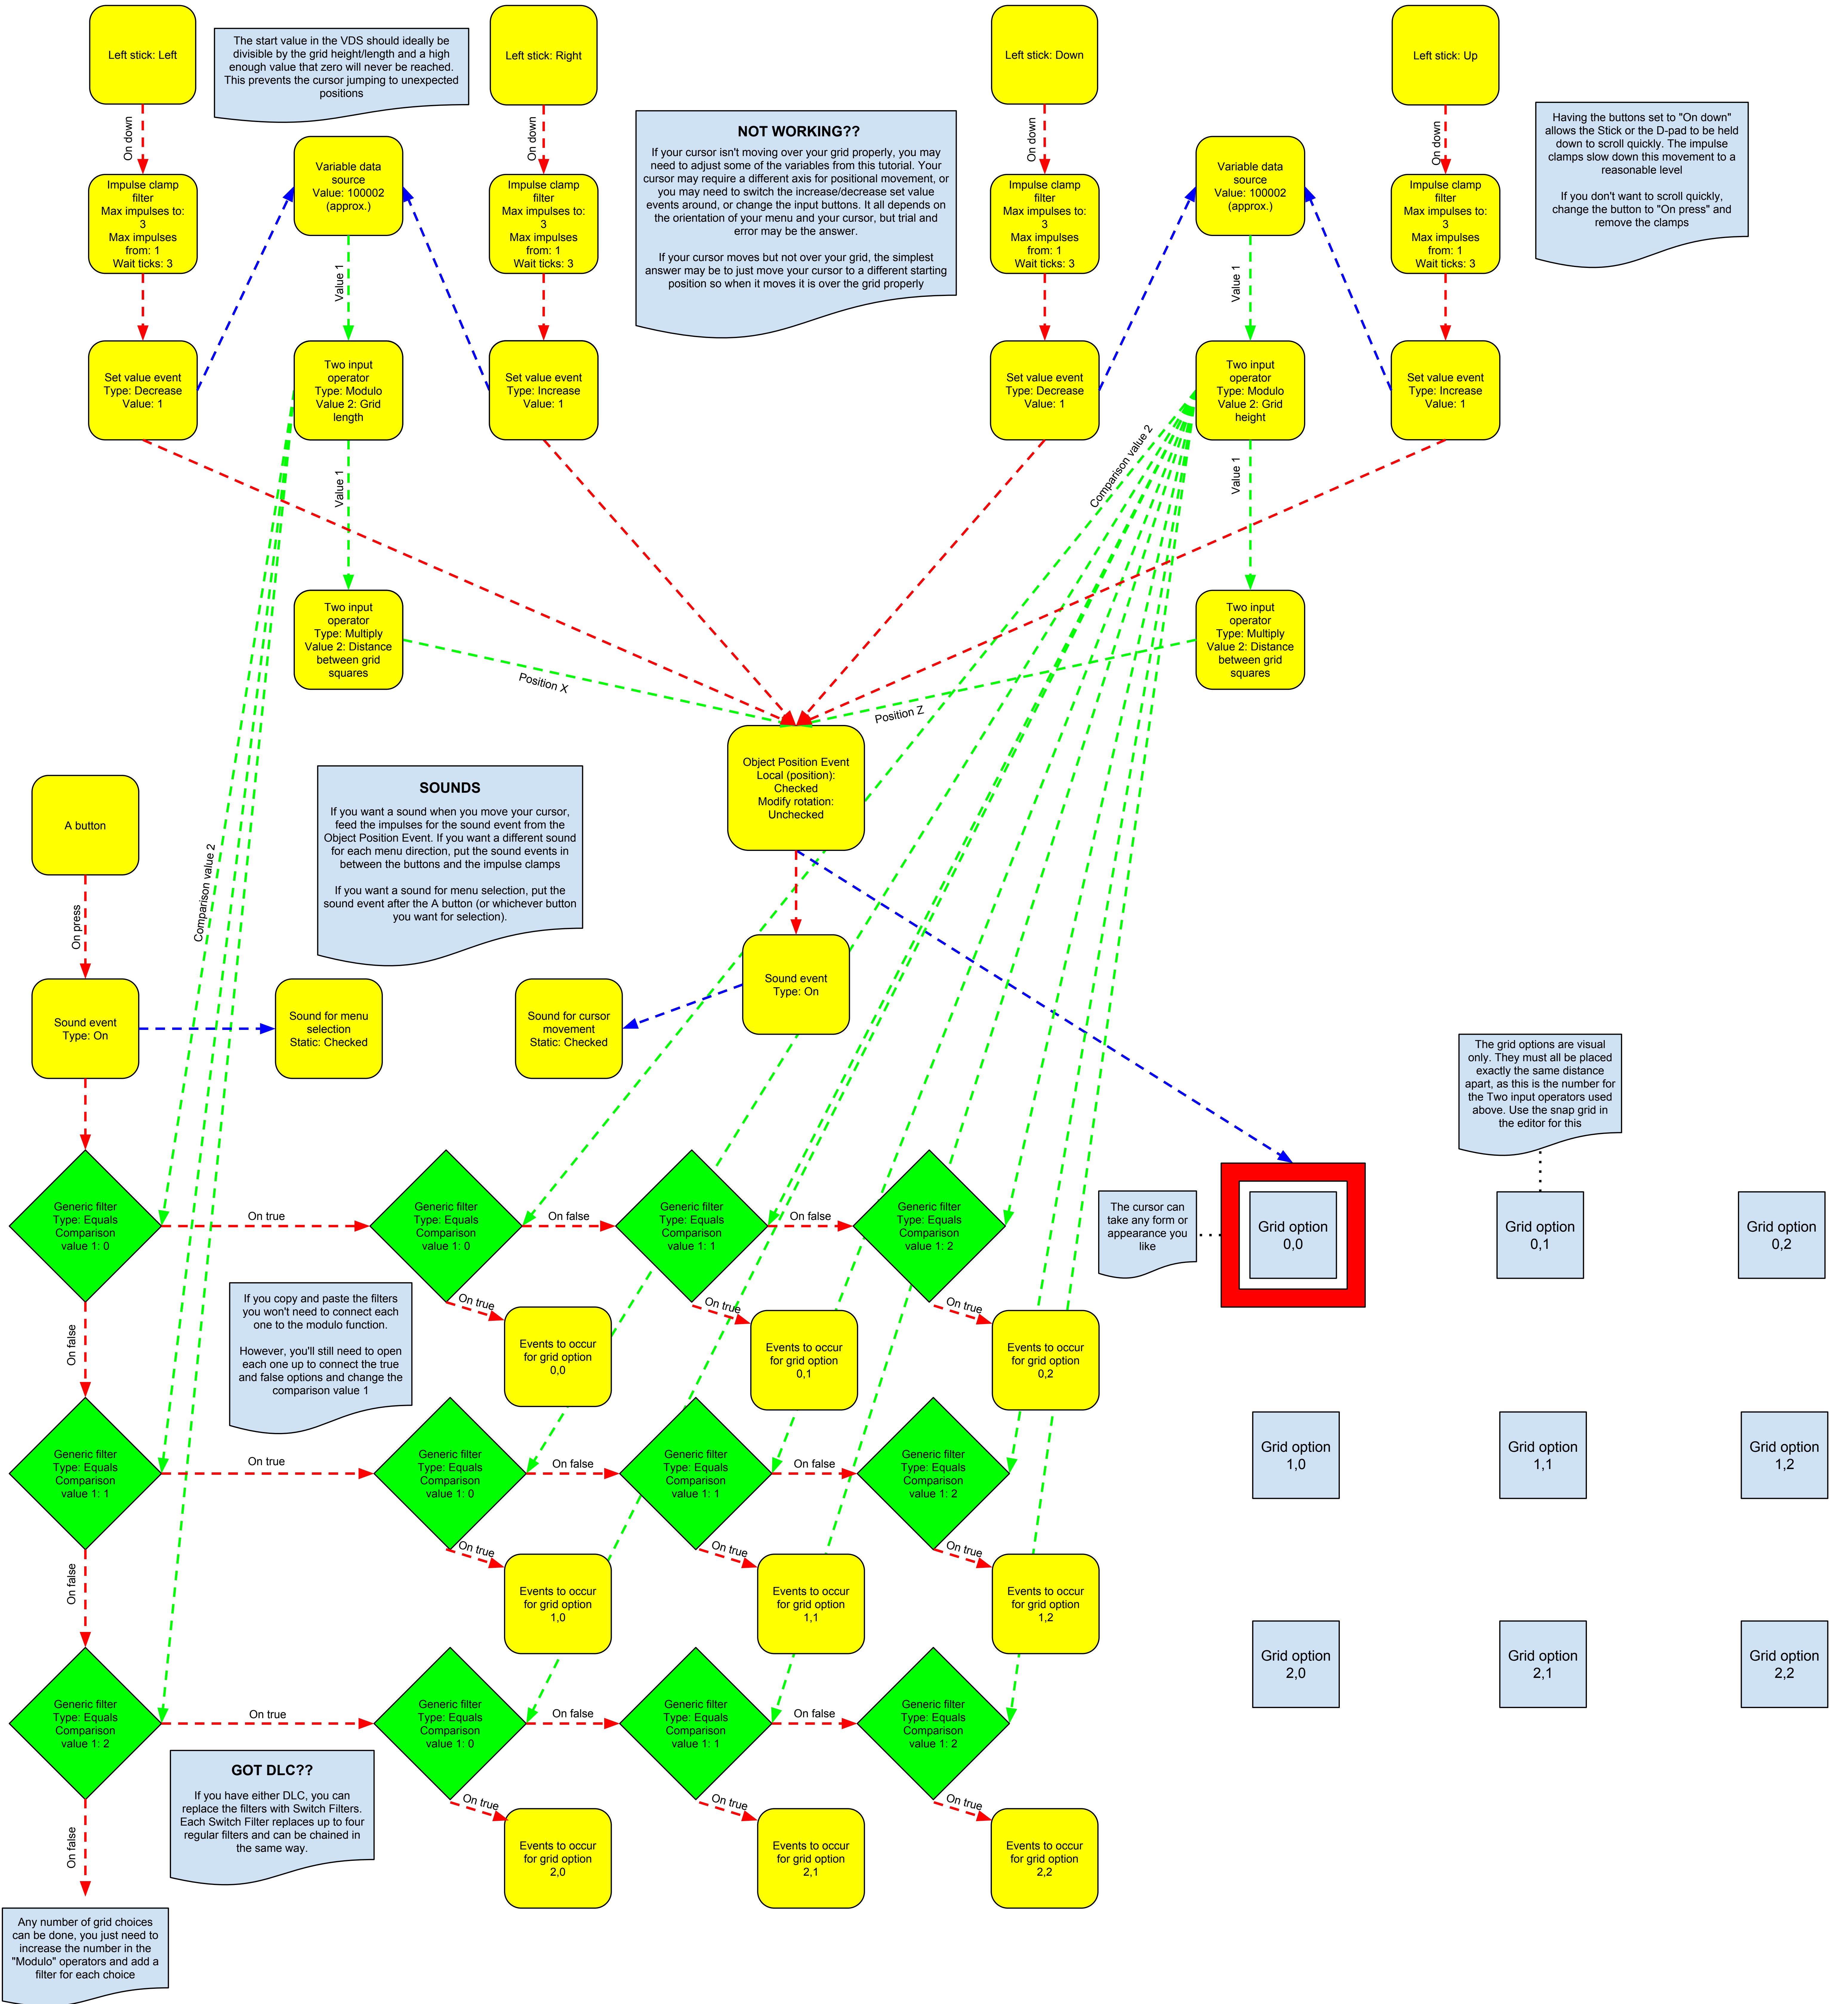 Left stick: Left
The start value in the VDS should ideally be
divisible by the grid height/length and a high
enough value that zero will never be reached.
This prevents the cursor jumping to unexpected
positions
Left stick: Right
Left stick: Down
Left stick: Up
On down
On down
On down
On down
NOT WORKING??
If your cursor isn't moving over your grid properly, you may
need to adjust some of the variables from this tutorial. Your
cursor may require a different axis for positional movement, or
you may need to switch the increase/decrease set value
events around, or change the input buttons. It all depends on
the orientation of your menu and your cursor, but trial and
error may be the answer.
If your cursor moves but not over your grid, the simplest
answer may be to just move your cursor to a different starting
position so when it moves it is over the grid properly
Having the buttons set to "On down"
allows the Stick or the D-pad to be held
down to scroll quickly. The impulse
clamps slow down this movement to a
reasonable level
If you don't want to scroll quickly,
change the button to "On press" and
remove the clamps
Impulse clamp
filter
Max impulses to:
3
Max impulses
from: 1
Wait ticks: 3
Variable data
source
Value: 100002
(approx.)
Impulse clamp
filter
Max impulses to:
3
Max impulses
from: 1
Wait ticks: 3
Impulse clamp
filter
Max impulses to:
3
Max impulses
from: 1
Wait ticks: 3
Variable data
source
Value: 100002
(approx.)
Impulse clamp
filter
Max impulses to:
3
Max impulses
from: 1
Wait ticks: 3
Value 1
Value 1
Set value event
Type: Decrease
Value: 1
Two input
operator
Type: Modulo
Value 2: Grid
length
Set value event
Type: Increase
Value: 1
Set value event
Type: Decrease
Value: 1
Two input
operator
Type: Modulo
Value 2: Grid
height
Set value event
Type: Increase
Value: 1
Value 1
Comparison value 2
Value 1
Two input
operator
Type: Multiply
Value 2: Distance
between grid
squares
Two input
operator
Type: Multiply
Value 2: Distance
between grid
squares
Position X
Position Z
Object Position Event
Local (position):
Checked
Modify rotation:
Unchecked
A button
SOUNDS
If you want a sound when you move your cursor,
feed the impulses for the sound event from the
Object Position Event. If you want a different sound
for each menu direction, put the sound events in
between the buttons and the impulse clamps
If you want a sound for menu selection, put the
sound event after the A button (or whichever button
you want for selection).
On press
Comparison value 2
Sound event
Type: On
Sound for menu
selection
Static: Checked
Sound for cursor
movement
Static: Checked
Sound event
Type: On
The grid options are visual
only. They must all be placed
exactly the same distance
apart, as this is the number for
the Two input operators used
above. Use the snap grid in
the editor for this
Generic filter
Type: Equals
Comparison
value 1: 0
On true
Generic filter
Type: Equals
Comparison
value 1: 0
On false
Generic filter
Type: Equals
Comparison
value 1: 1
On false
Generic filter
Type: Equals
Comparison
value 1: 2
The cursor can
take any form or
appearance you
like
Grid option
0,0
Grid option
0,1
Grid option
0,2
On true
On true
On true
If you copy and paste the filters
you won't need to connect each
one to the modulo function.
However, you'll still need to open
each one up to connect the true
and false options and change the
comparison value 1
On false
Events to occur
for grid option
0,0
Events to occur
for grid option
0,1
Events to occur
for grid option
0,2
Generic filter
Type: Equals
Comparison
value 1: 1
On true
Generic filter
Type: Equals
Comparison
value 1: 0
On false
Generic filter
Type: Equals
Comparison
value 1: 1
On false
Generic filter
Type: Equals
Comparison
value 1: 2
Grid option
1,0
Grid option
1,1
Grid option
1,2
On true
On true
On true
On false
Events to occur
for grid option
1,0
Events to occur
for grid option
1,1
Events to occur
for grid option
1,2
Generic filter
Type: Equals
Comparison
value 1: 2
On true
Generic filter
Type: Equals
Comparison
value 1: 0
On false
Generic filter
Type: Equals
Comparison
value 1: 1
On false
Generic filter
Type: Equals
Comparison
value 1: 2
Grid option
2,0
Grid option
2,1
Grid option
2,2
GOT DLC??
If you have either DLC, you can
replace the filters with Switch Filters.
Each Switch Filter replaces up to four
regular filters and can be chained in
the same way.
On true
On true
On true
On false
Events to occur
for grid option
2,0
Events to occur
for grid option
2,1
Events to occur
for grid option
2,2
Any number of grid choices
can be done, you just need to
increase the number in the
"Modulo" operators and add a
filter for each choice